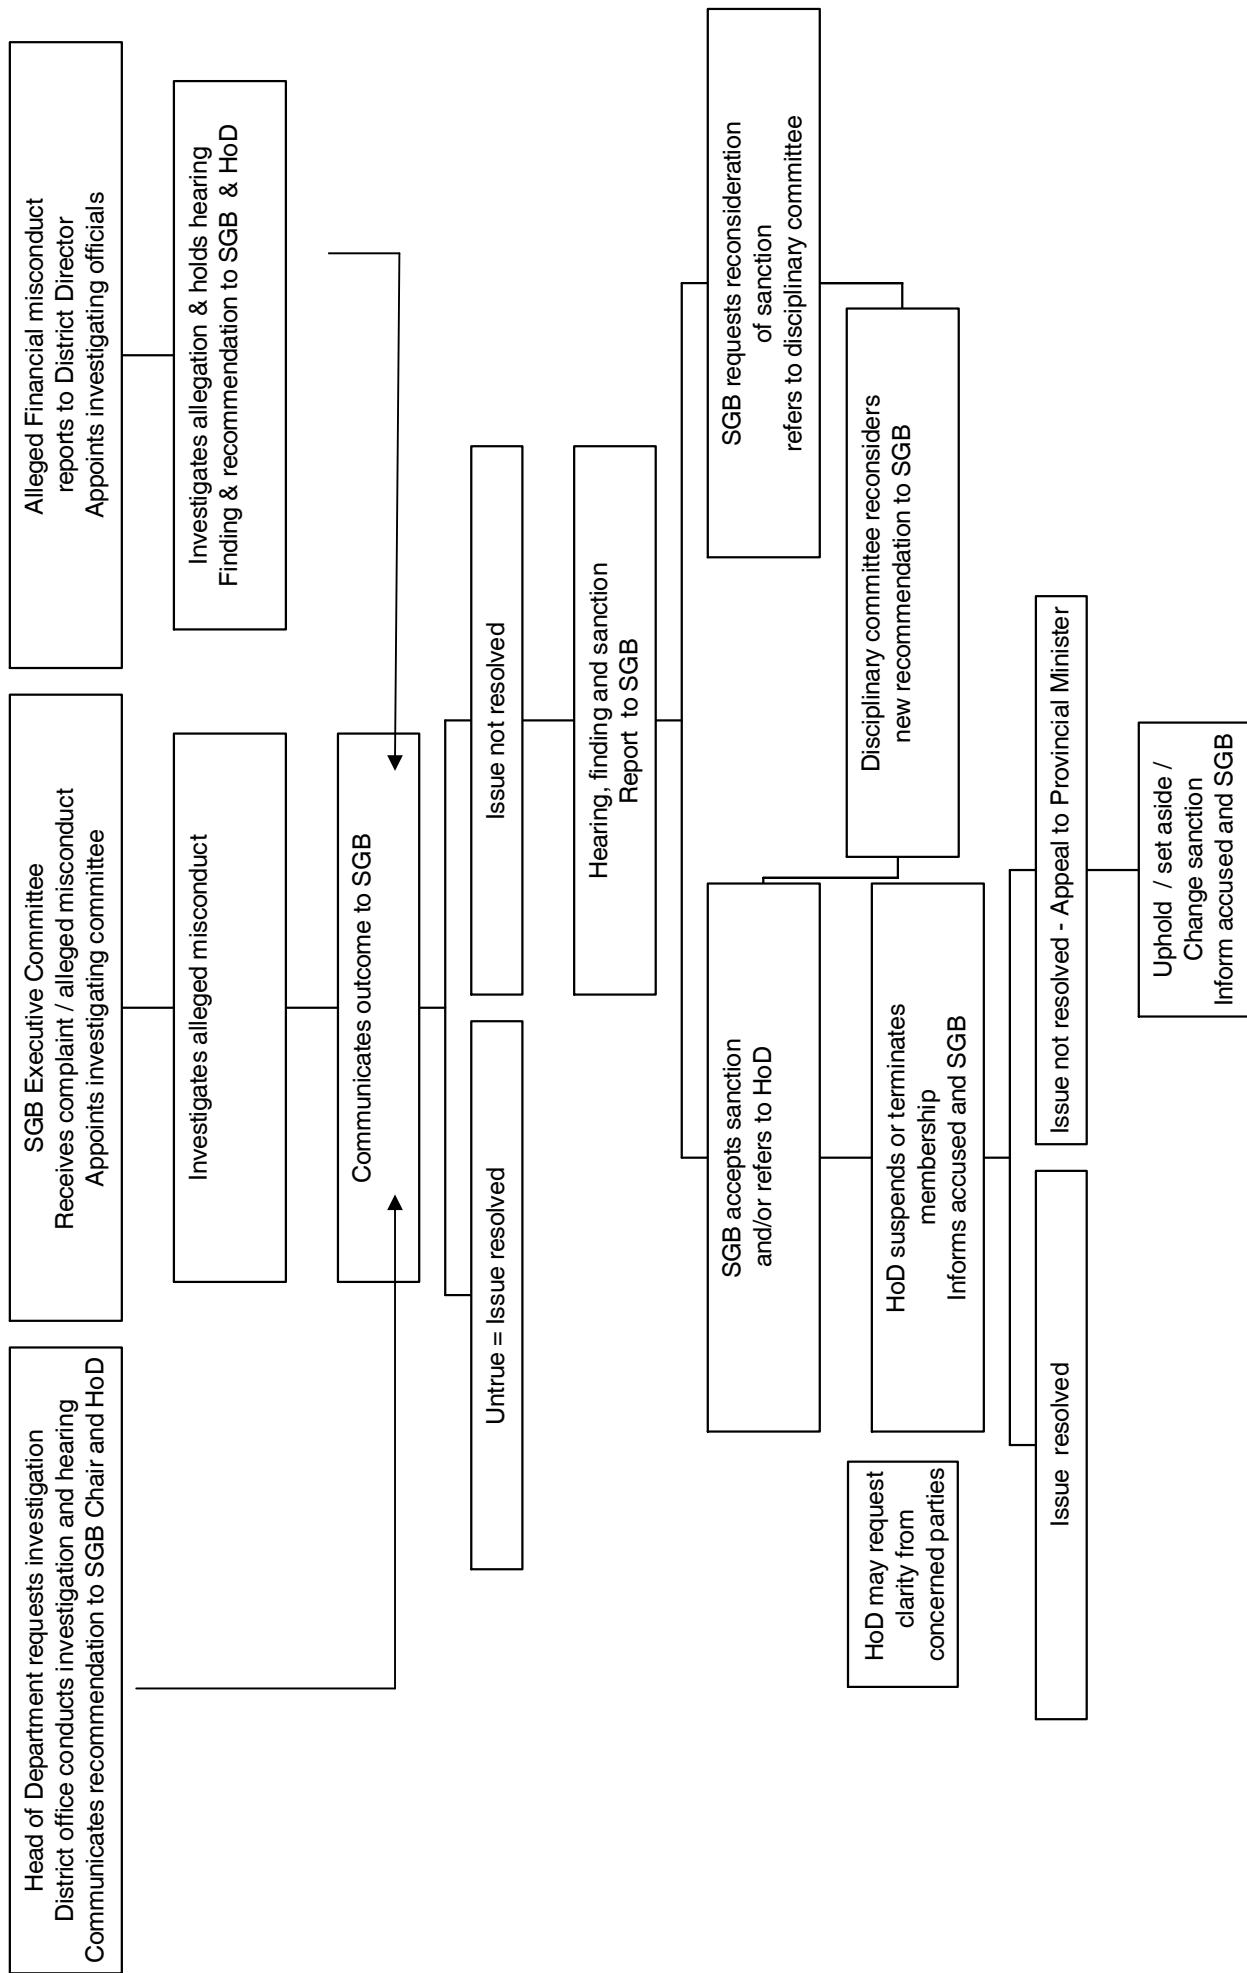 Head of Department requests investigation
District office conducts investigation and hearing
Communicates recommendation to SGB Chair and HoD
SGB Executive Committee
Receives complaint / alleged misconduct
Appoints investigating committee
Alleged Financial misconduct
reports to District Director
Appoints investigating officials
Investigates alleged misconduct
Investigates allegation & holds hearing
Finding & recommendation to SGB & HoD
Communicates outcome to SGB
Untrue = Issue resolved
Issue not resolved
Hearing, finding and sanction
Report to SGB
SGB accepts sanction
and/or refers to HoD
SGB requests reconsideration
of sanction
refers to disciplinary committee
HoD may request
clarity from
concerned parties
HoD suspends or terminates
membership
Informs accused and SGB
Disciplinary committee reconsiders
new recommendation to SGB
Issue resolved
Issue not resolved - Appeal to Provincial Minister
Uphold / set aside /
Change sanction
Inform accused and SGB